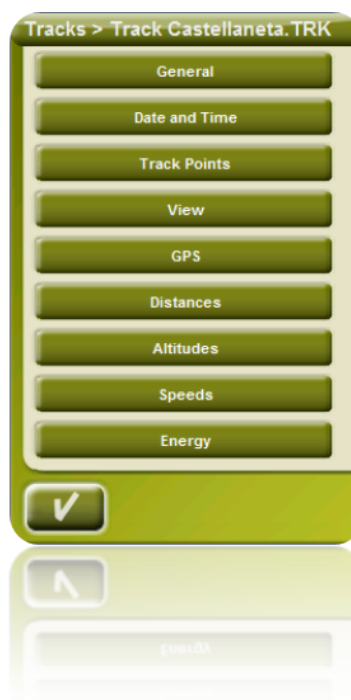 Tracks > Track Castellaneta.TRK
General
Date and Time
Track Points
View
GPS
Distances
Altitudes
Speeds
Energy